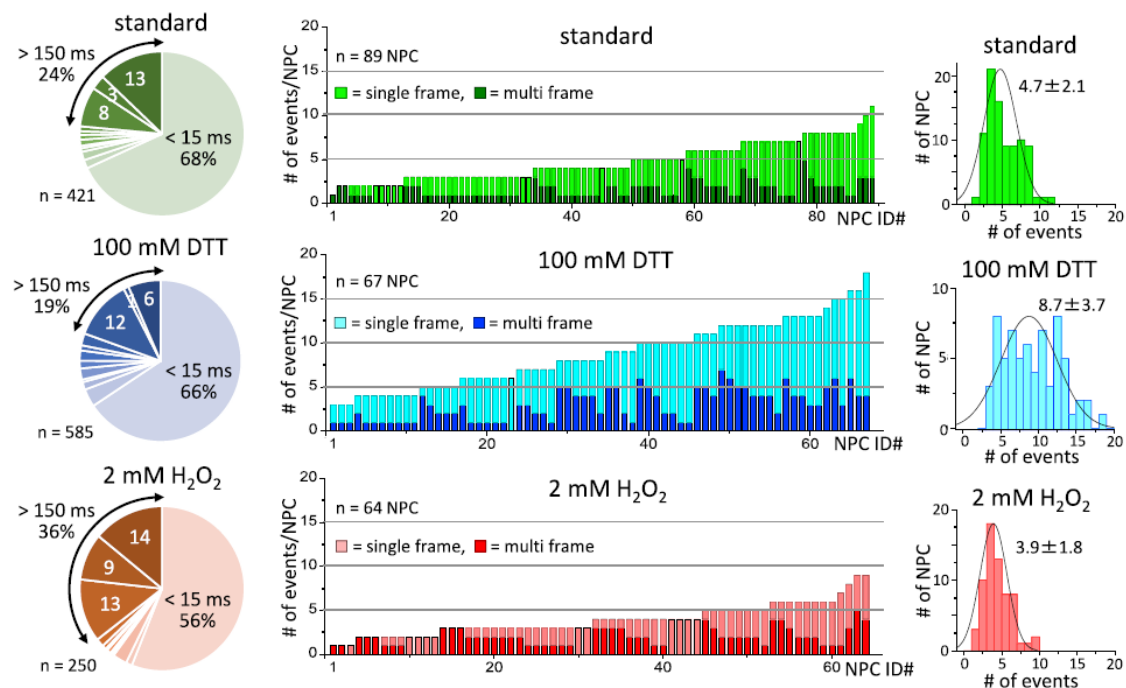 standard
> 150 ms
24%
13
3
8
< 15 ms
68%
n = 421
standard
n = 89 NPC
= single frame, = multi frame
# of events/NPC
20
15
10
5
0
1 20 40 60 80
NPC ID#
standard
4.7±2.1
# of NPC
20
10
0
0 5 10 15 20
# of events
100 mM DTT
> 150 ms
19%
6
1
12
< 15 ms
66%
n = 585
100 mM DTT
n = 67 NPC
= single frame, = multi frame
# of events/NPC
20
15
10
5
0
1 20 40 60
NPC ID#
100 mM DTT
8.7±3.7
# of NPC
10
5
0
0 5 10 15 20
# of events
2 mM H₂O₂
> 150 ms
36%
14
9
13
< 15 ms
56%
n = 250
2 mM H₂O₂
n = 64 NPC
= single frame, = multi frame
# of events/NPC
20
15
10
5
0
1 20 40 60
NPC ID#
2 mM H₂O₂
3.9±1.8
# of NPC
20
10
0
0 5 10 15 20
# of events